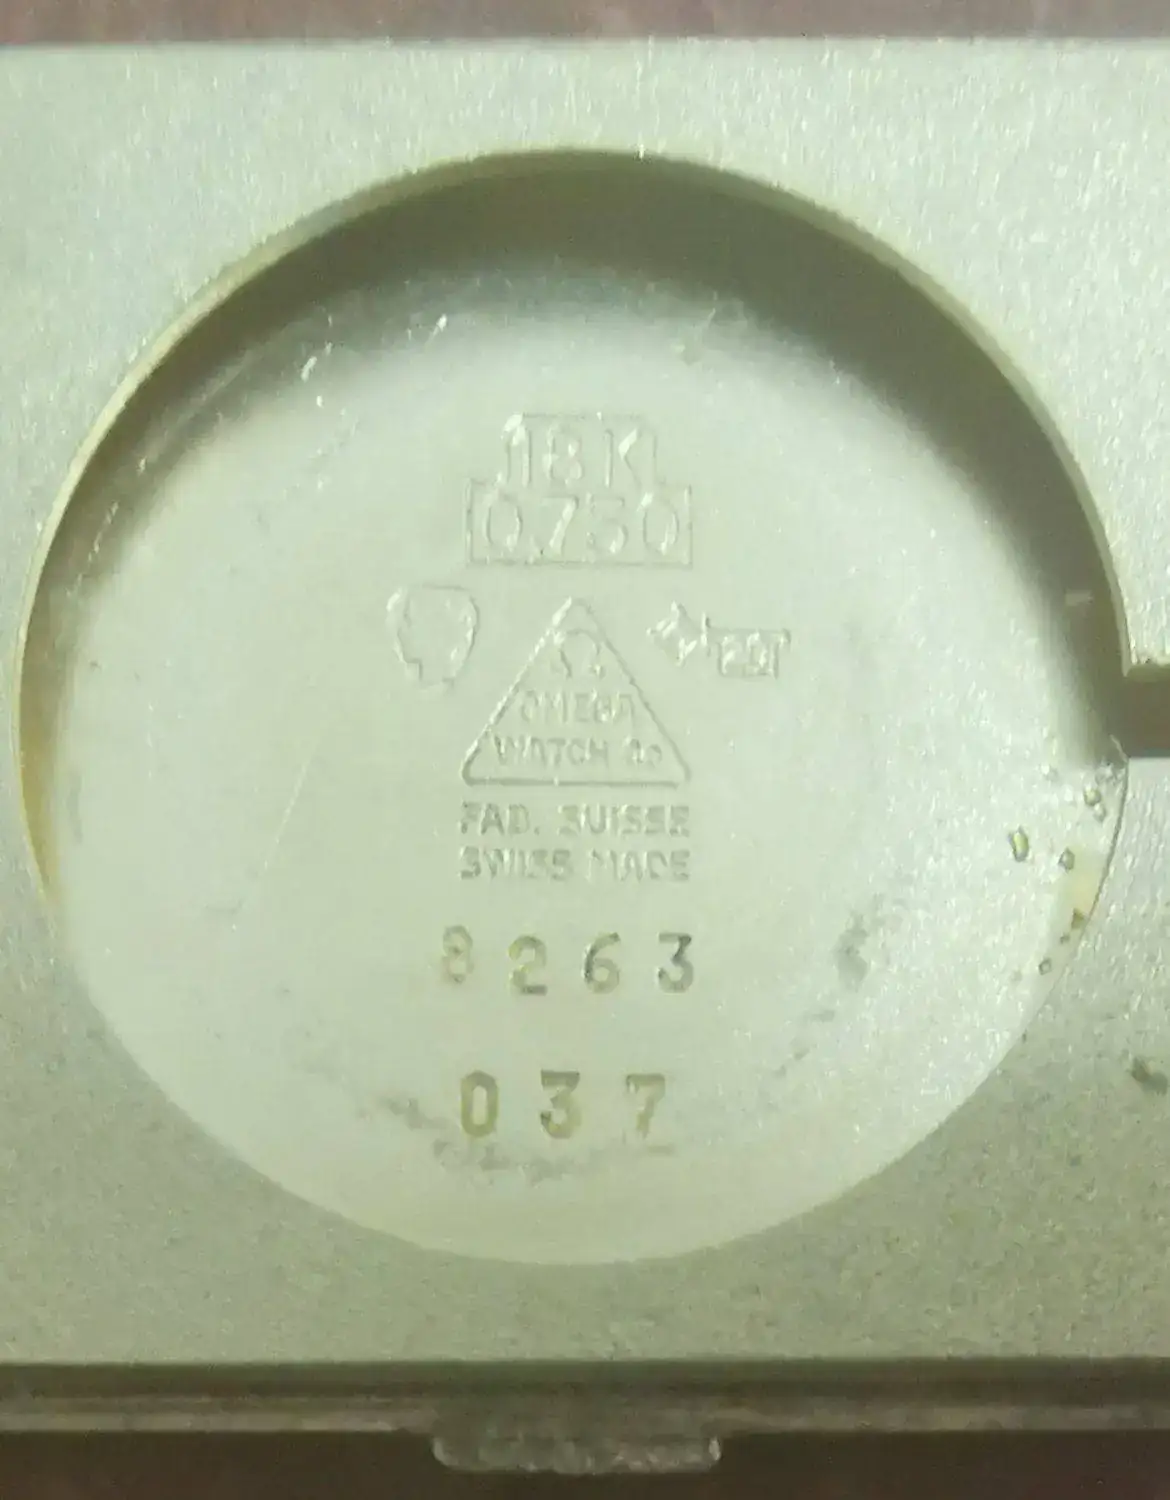 18K
0.750
Ω
OMEGA
WATCH Co
FAB. SUISSE
SWISS MADE
8263
037